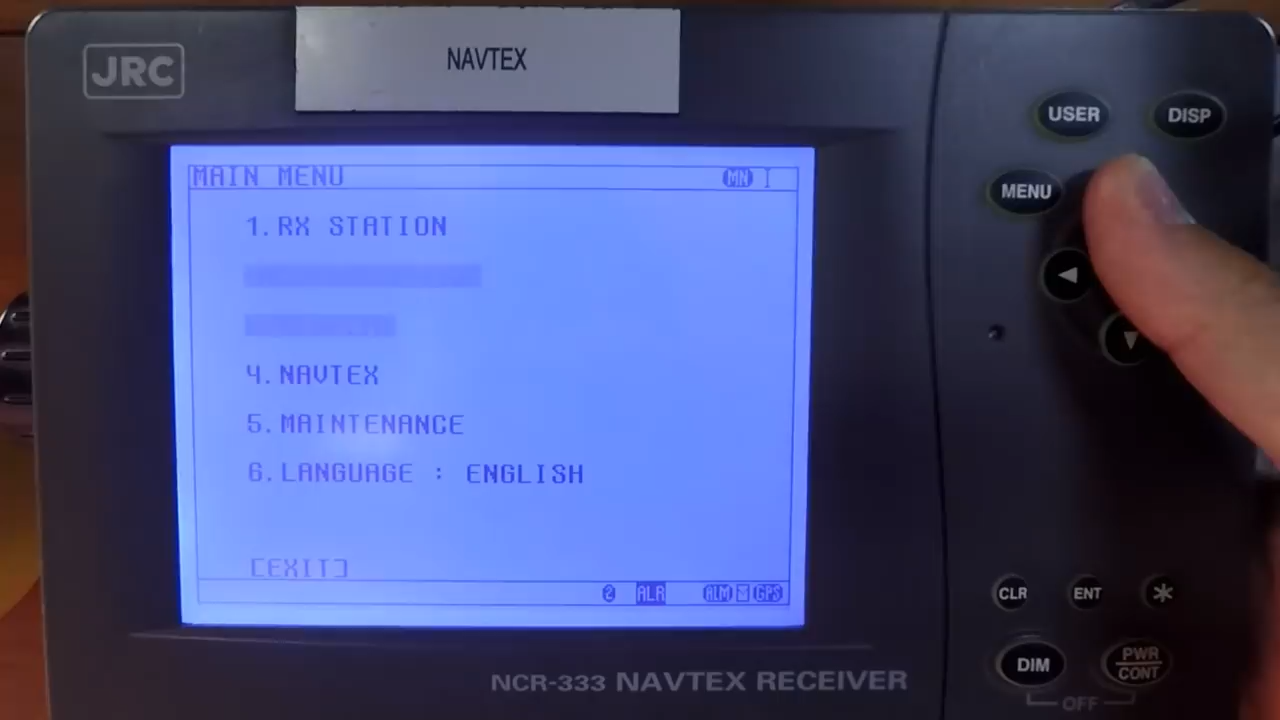 JRC
NAVTEX
USER
DISP
MAIN MENU
MN
MENU
1. RX STATION
4. NAVTEX
5. MAINTENANCE
6. LANGUAGE : ENGLISH
[EXIT]
2 ALR ALM GPS
CLR
ENT
*
DIM
PWR
CONT
OFF
NCR-333 NAVTEX RECEIVER